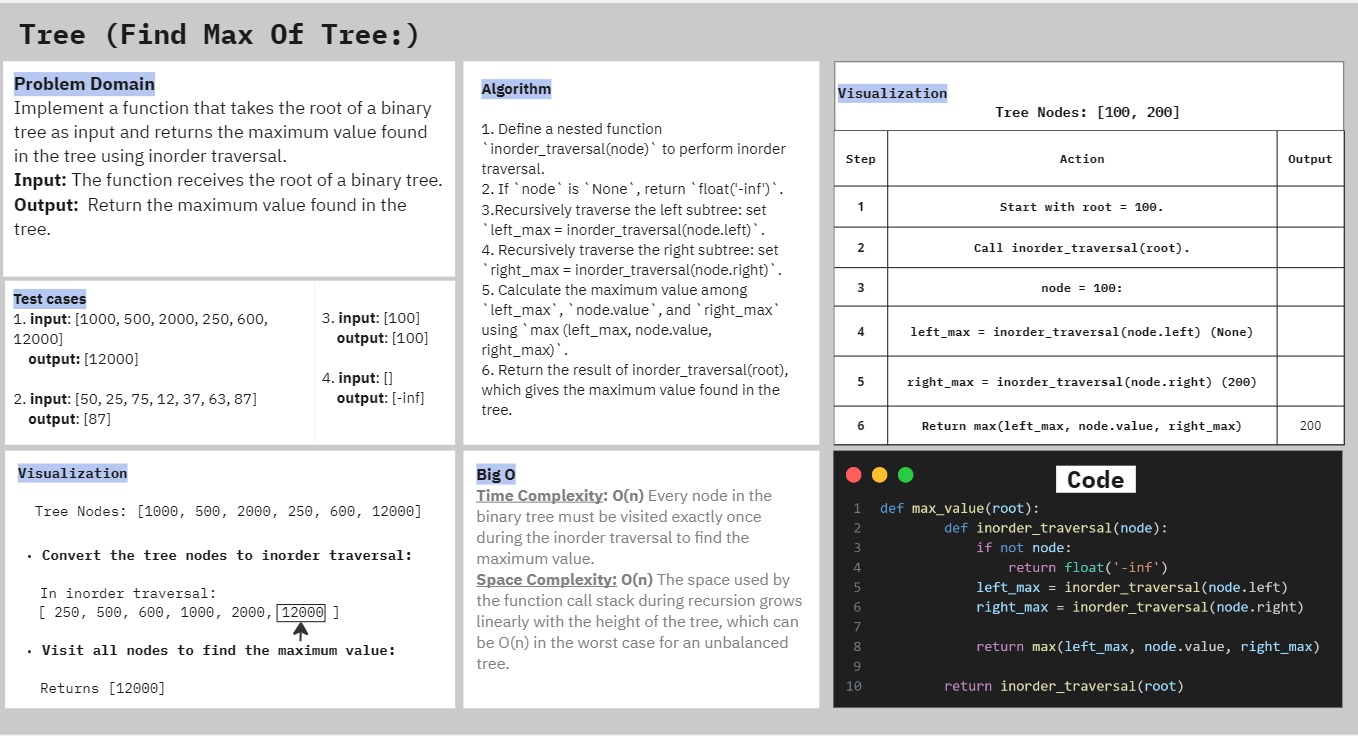 Tree (Find Max Of Tree:)
Problem Domain
Implement a function that takes the root of a binary
tree as input and returns the maximum value found
in the tree using inorder traversal.
Input: The function receives the root of a binary tree.
Output:  Return the maximum value found in the
tree.
Test cases
1. input: [1000, 500, 2000, 250, 600,
12000]
output: [12000]
2. input: [50, 25, 75, 12, 37, 63, 87]
output: [87]
3. input: [100]
output: [100]
4. input: []
output: [-inf]
Visualization
Tree Nodes: [1000, 500, 2000, 250, 600, 12000]
• Convert the tree nodes to inorder traversal:
In inorder traversal:
[ 250, 500, 600, 1000, 2000, 12000 ]
• Visit all nodes to find the maximum value:
Returns [12000]
Algorithm
1. Define a nested function
`inorder_traversal(node)` to perform inorder
traversal.
2. If `node` is `None`, return `float('-inf')`.
3.Recursively traverse the left subtree: set
`left_max = inorder_traversal(node.left)`.
4. Recursively traverse the right subtree: set
`right_max = inorder_traversal(node.right)`.
5. Calculate the maximum value among
`left_max`, `node.value`, and `right_max`
using `max (left_max, node.value,
right_max)`.
6. Return the result of inorder_traversal(root),
which gives the maximum value found in the
tree.
Big O
Time Complexity: O(n) Every node in the
binary tree must be visited exactly once
during the inorder traversal to find the
maximum value.
Space Complexity: O(n) The space used by
the function call stack during recursion grows
linearly with the height of the tree, which can
be O(n) in the worst case for an unbalanced
tree.
Visualization
Tree Nodes: [100, 200]
Step Action Output
1 Start with root = 100.
2 Call inorder_traversal(root).
3 node = 100:
4 left_max = inorder_traversal(node.left) (None)
5 right_max = inorder_traversal(node.right) (200)
6 Return max(left_max, node.value, right_max) 200
Code
1 def max_value(root):
2 def inorder_traversal(node):
3 if not node:
4 return float('-inf')
5 left_max = inorder_traversal(node.left)
6 right_max = inorder_traversal(node.right)
7
8 return max(left_max, node.value, right_max)
9
10 return inorder_traversal(root)